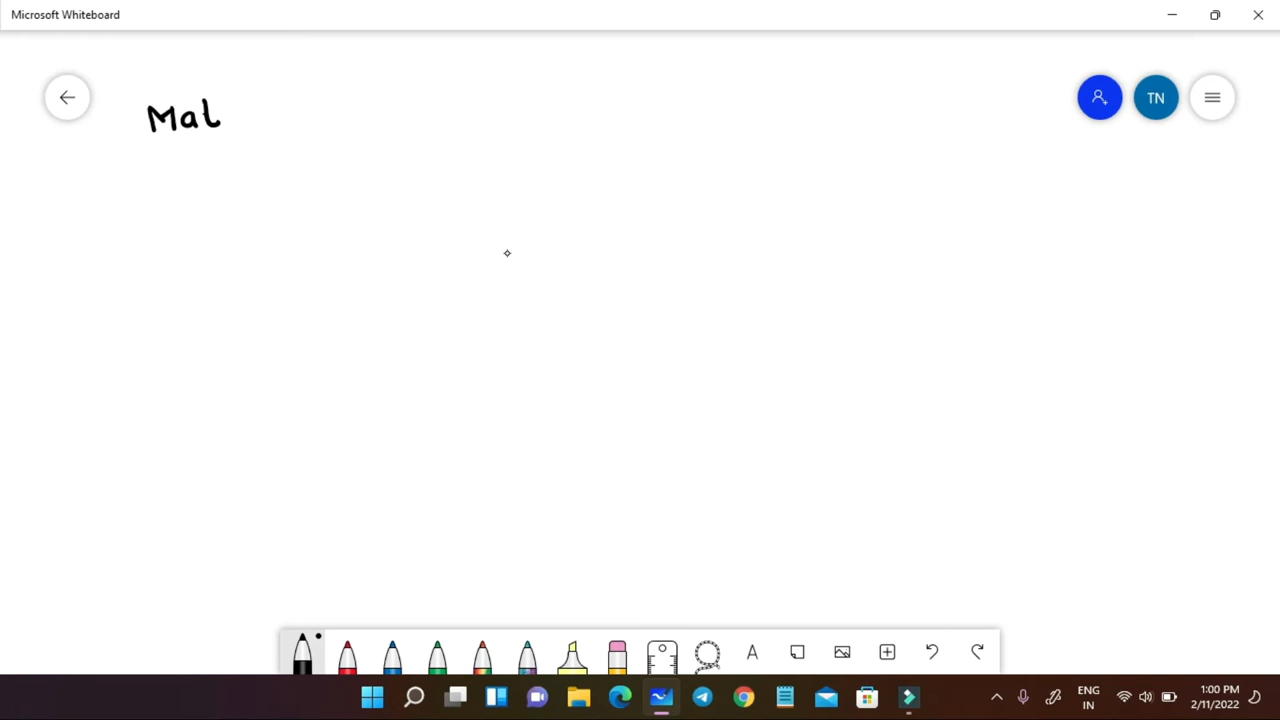 Microsoft Whiteboard
Mal
TN
A
ENG
IN
1:00 PM
2/11/2022